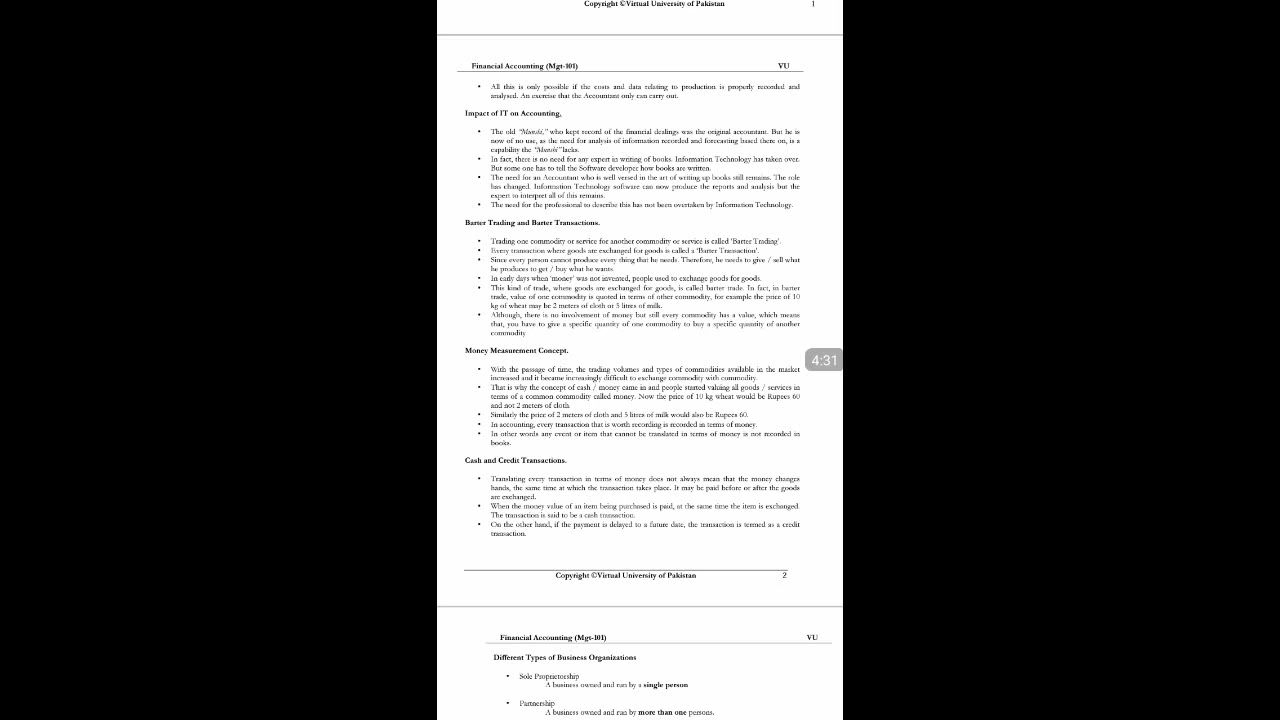 Copyright ©Virtual University of Pakistan 1
Financial Accounting (Mgt-101) VU
• All this is only possible if the costs and data relating to production is properly recorded and
analysed. An exercise that the Accountant only can carry out.
Impact of IT on Accounting,
• The old "Munshi," who kept record of the financial dealings was the original accountant. But he is
now of no use, as the need for analysis of information recorded and forecasting based there on, is a
capability the "Munshi" lacks.
• In fact, there is no need for any expert in writing of books. Information Technology has taken over.
But some one has to tell the Software developer how books are written.
• The need for an Accountant who is well versed in the art of writing up books still remains. The role
has changed. Information Technology software can now produce the reports and analysis but the
expert to interpret all of this remains.
• The need for the professional to describe this has not been overtaken by Information Technology.
Barter Trading and Barter Transactions.
• Trading one commodity or service for another commodity or service is called 'Barter Trading'.
• Every transaction where goods are exchanged for goods is called a 'Barter Transaction'.
• Since every person cannot produce every thing that he needs. Therefore, he needs to give / sell what
he produces to get / buy what he wants.
• In early days when 'money' was not invented, people used to exchange goods for goods.
• This kind of trade, where goods are exchanged for goods, is called barter trade. In fact, in barter
trade, value of one commodity is quoted in terms of other commodity, for example the price of 10
kg of wheat may be 2 meters of cloth or 5 litres of milk.
• Although, there is no involvement of money but still every commodity has a value, which means
that, you have to give a specific quantity of one commodity to buy a specific quantity of another
commodity
Money Measurement Concept.
• With the passage of time, the trading volumes and types of commodities available in the market
increased and it became increasingly difficult to exchange commodity with commodity.
• That is why the concept of cash / money came in and people started valuing all goods / services in
terms of a common commodity called money. Now the price of 10 kg wheat would be Rupees 60
and not 2 meters of cloth
• Similarly the price of 2 meters of cloth and 5 litres of milk would also be Rupees 60.
• In accounting, every transaction that is worth recording is recorded in terms of money.
• In other words any event or item that cannot be translated in terms of money is not recorded in
books.
4:31
Cash and Credit Transactions.
• Translating every transaction in terms of money does not always mean that the money changes
hands, the same time at which the transaction takes place. It may be paid before or after the goods
are exchanged.
• When the money value of an item being purchased is paid, at the same time the item is exchanged.
The transaction is said to be a cash transaction.
• On the other hand, if the payment is delayed to a future date, the transaction is termed as a credit
transaction.
Copyright ©Virtual University of Pakistan 2
Financial Accounting (Mgt-101) VU
Different Types of Business Organizations
• Sole Proprietorship
A business owned and run by a single person
• Partnership
A business owned and run by more than one persons.